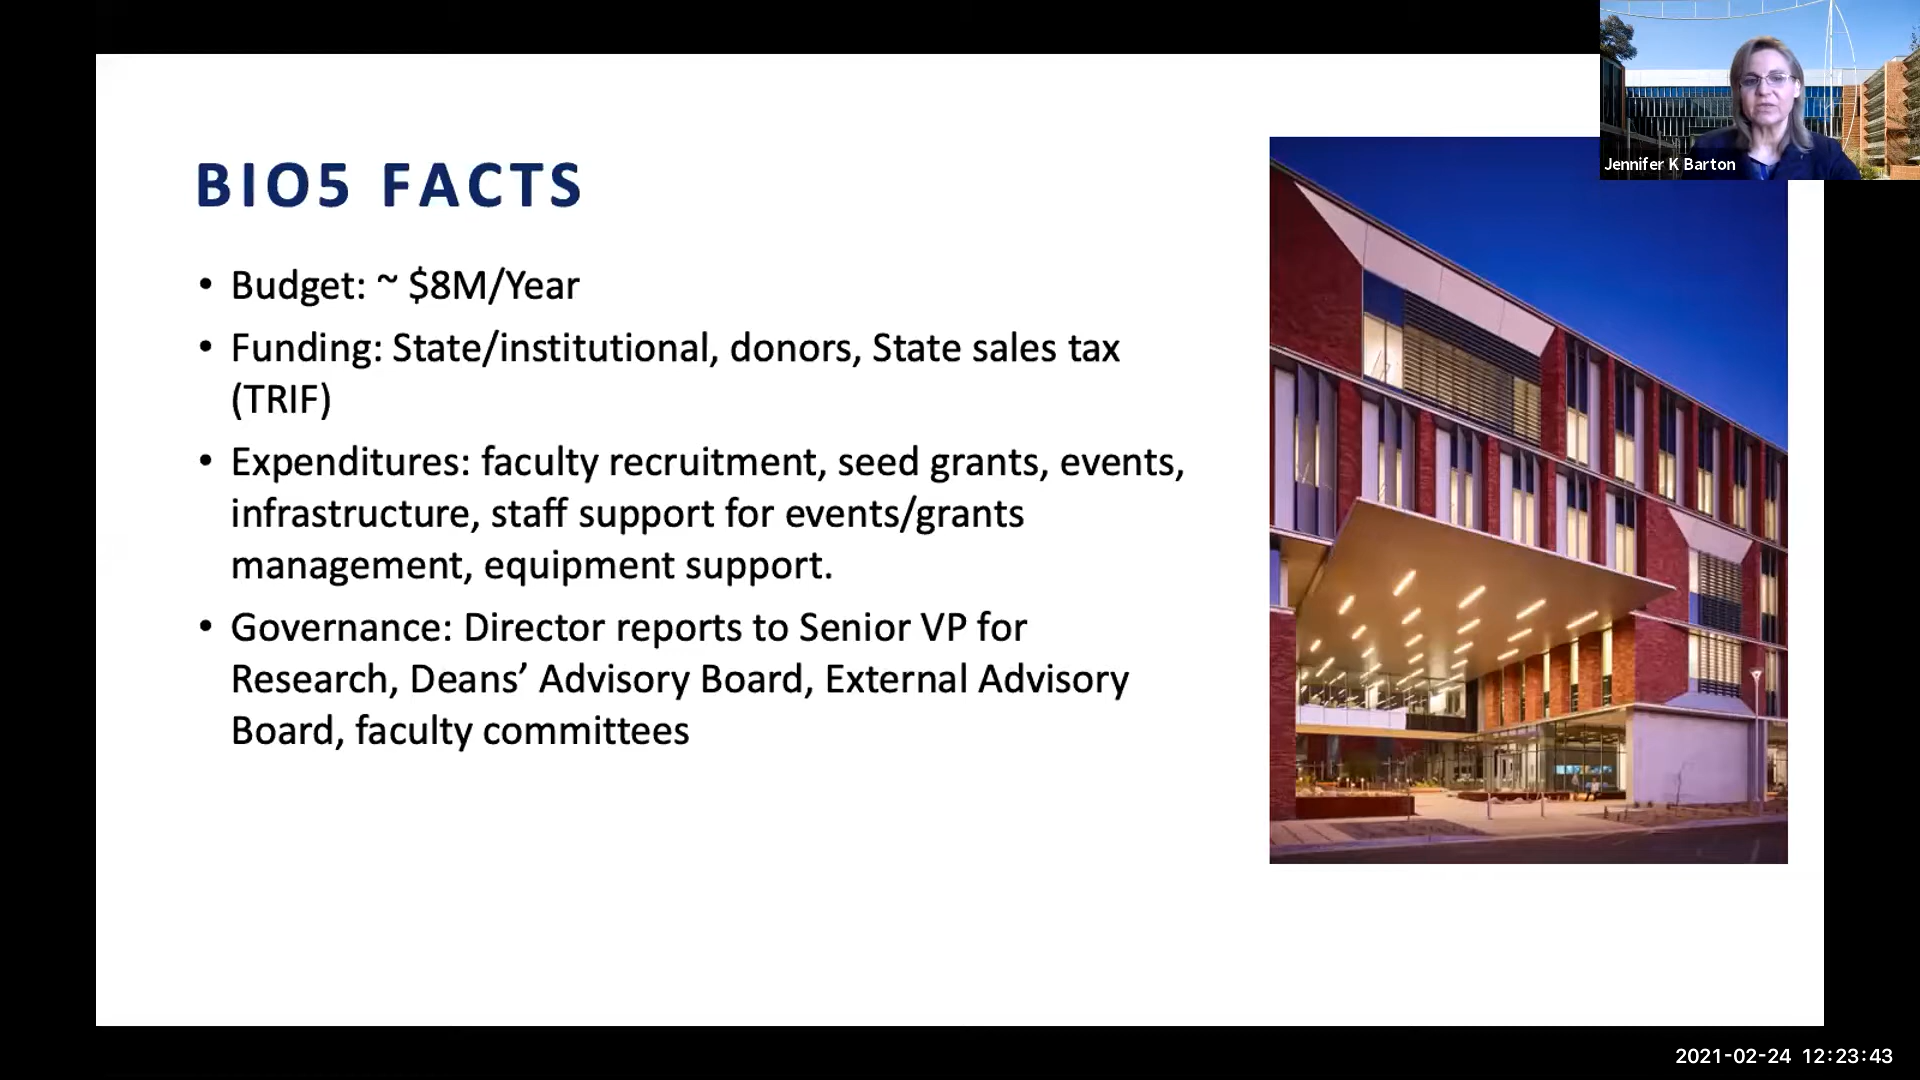 Jennifer K Barton
BIO5 FACTS
• Budget: ~ $8M/Year
• Funding: State/institutional, donors, State sales tax
(TRIF)
• Expenditures: faculty recruitment, seed grants, events,
infrastructure, staff support for events/grants
management, equipment support.
• Governance: Director reports to Senior VP for
Research, Deans’ Advisory Board, External Advisory
Board, faculty committees
2021-02-24 12:23:43